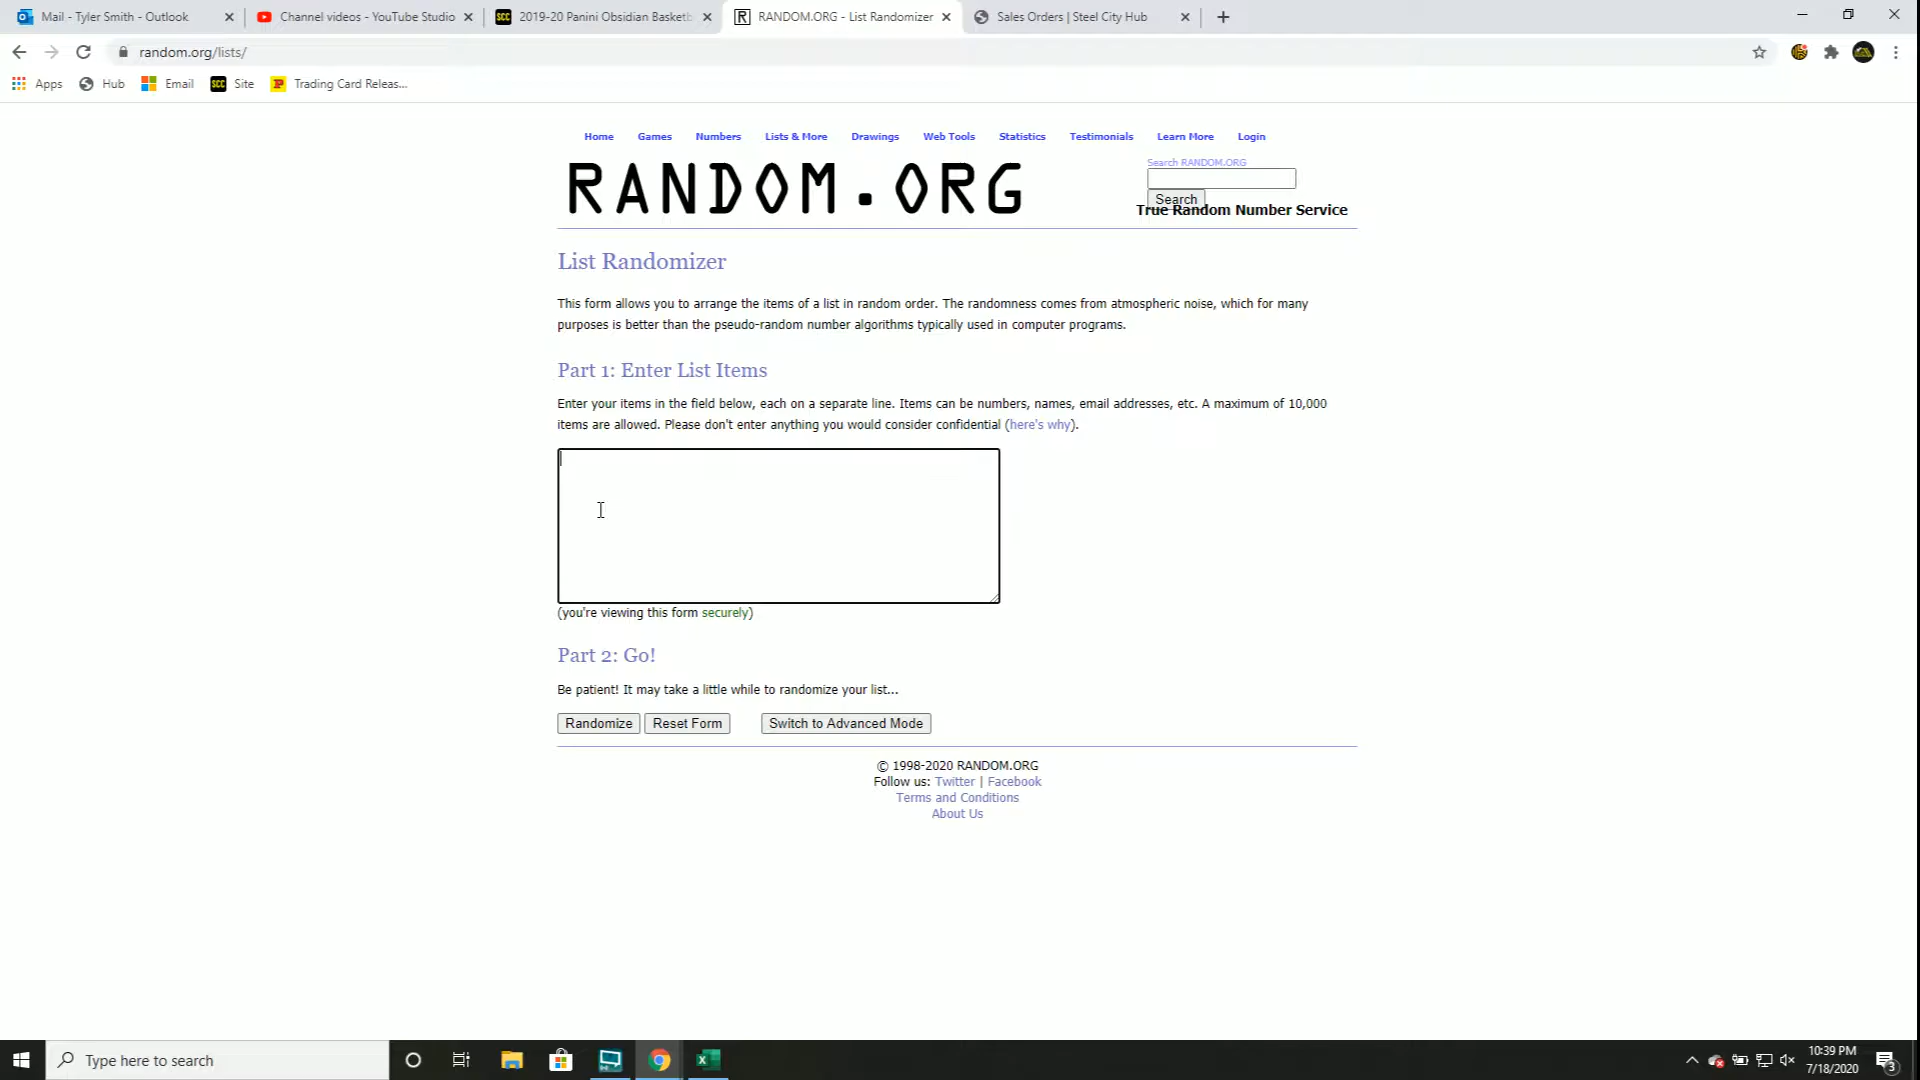 Mail - Tyler Smith - Outlook
Channel videos - YouTube Studio
SCC 2019-20 Panini Obsidian Basketb
R RANDOM.ORG - List Randomizer
Sales Orders | Steel City Hub
random.org/lists/
Apps Hub Email SCC Site Trading Card Releas...
Home Games Numbers Lists & More Drawings Web Tools Statistics Testimonials Learn More Login
RANDOM.ORG
Search RANDOM.ORG
Search
True Random Number Service
List Randomizer
This form allows you to arrange the items of a list in random order. The randomness comes from atmospheric noise, which for many
purposes is better than the pseudo-random number algorithms typically used in computer programs.
Part 1: Enter List Items
Enter your items in the field below, each on a separate line. Items can be numbers, names, email addresses, etc. A maximum of 10,000
items are allowed. Please don't enter anything you would consider confidential (here's why).
(you're viewing this form securely)
Part 2: Go!
Be patient! It may take a little while to randomize your list...
Randomize Reset Form Switch to Advanced Mode
© 1998-2020 RANDOM.ORG
Follow us: Twitter | Facebook
Terms and Conditions
About Us
Type here to search
10:39 PM
7/18/2020
3